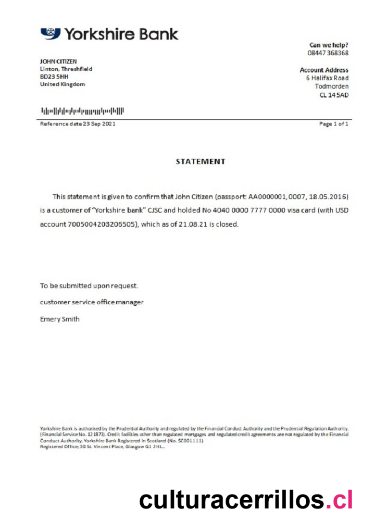 Yorkshire Bank
Can we help?
08447 368368
JOHN CITIZEN
Linton, Threshfield
BD23 5HH
United Kingdom
Account Address
6 Halifax Road
Todmorden
CL 14 5AD
Reference date 23 Sep 2021
Page 1 of 1
STATEMENT
This statement is given to confirm that John Citizen (passport: AA0000001, 0007, 18.05.2016)
is a customer of "Yorkshire bank" CJSC and holded No 4040 0000 7777 0000 visa card (with USD
account 7005004203206505), which as of 21.08.21 is closed.
To be submitted upon request.
customer service office manager
Emery Smith
Yorkshire Bank is authorised by the Prudential Authority and regulated by the Financial Conduct Authority and the Prudential Regulation Authority.
(Financial Service No. 121873). Credit facilities other than regulated mortgages and regulated credit agreements are not regulated by the Financial
Conduct Authority. Yorkshire Bank Registered in Scotland (No. SC001111).
Registered Office: 30 St. Vincent Place, Glasgow G1 2HL.
culturacerrillos.cl